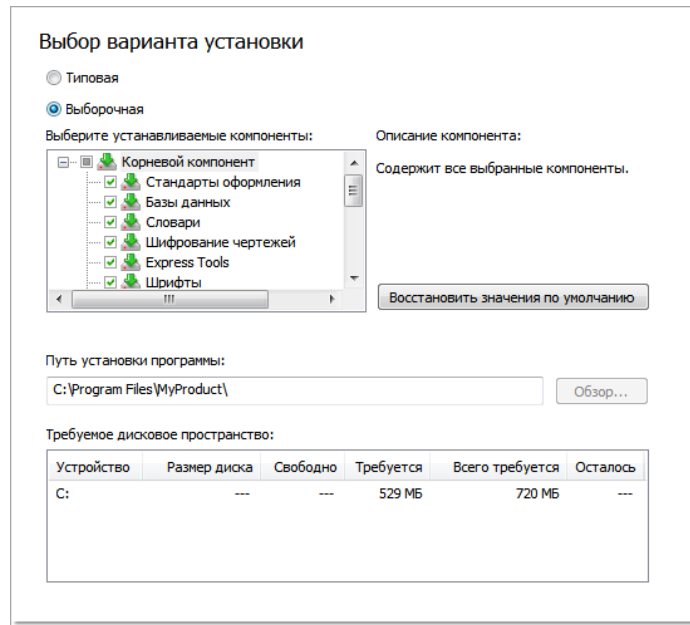 Выбор варианта установки
Типовая
Выборочная
Выберите устанавливаемые компоненты:
Описание компонента:
Корневой компонент
Содержит все выбранные компоненты.
Стандарты оформления
Базы данных
Словари
Шифрование чертежей
Express Tools
Шрифты
Восстановить значения по умолчанию
Путь установки программы:
C:\Program Files\MyProduct\
Обзор...
Требуемое дисковое пространство:
Устройство Размер диска Свободно Требуется Всего требуется Осталось
C: --- --- 529 МБ 720 МБ ---